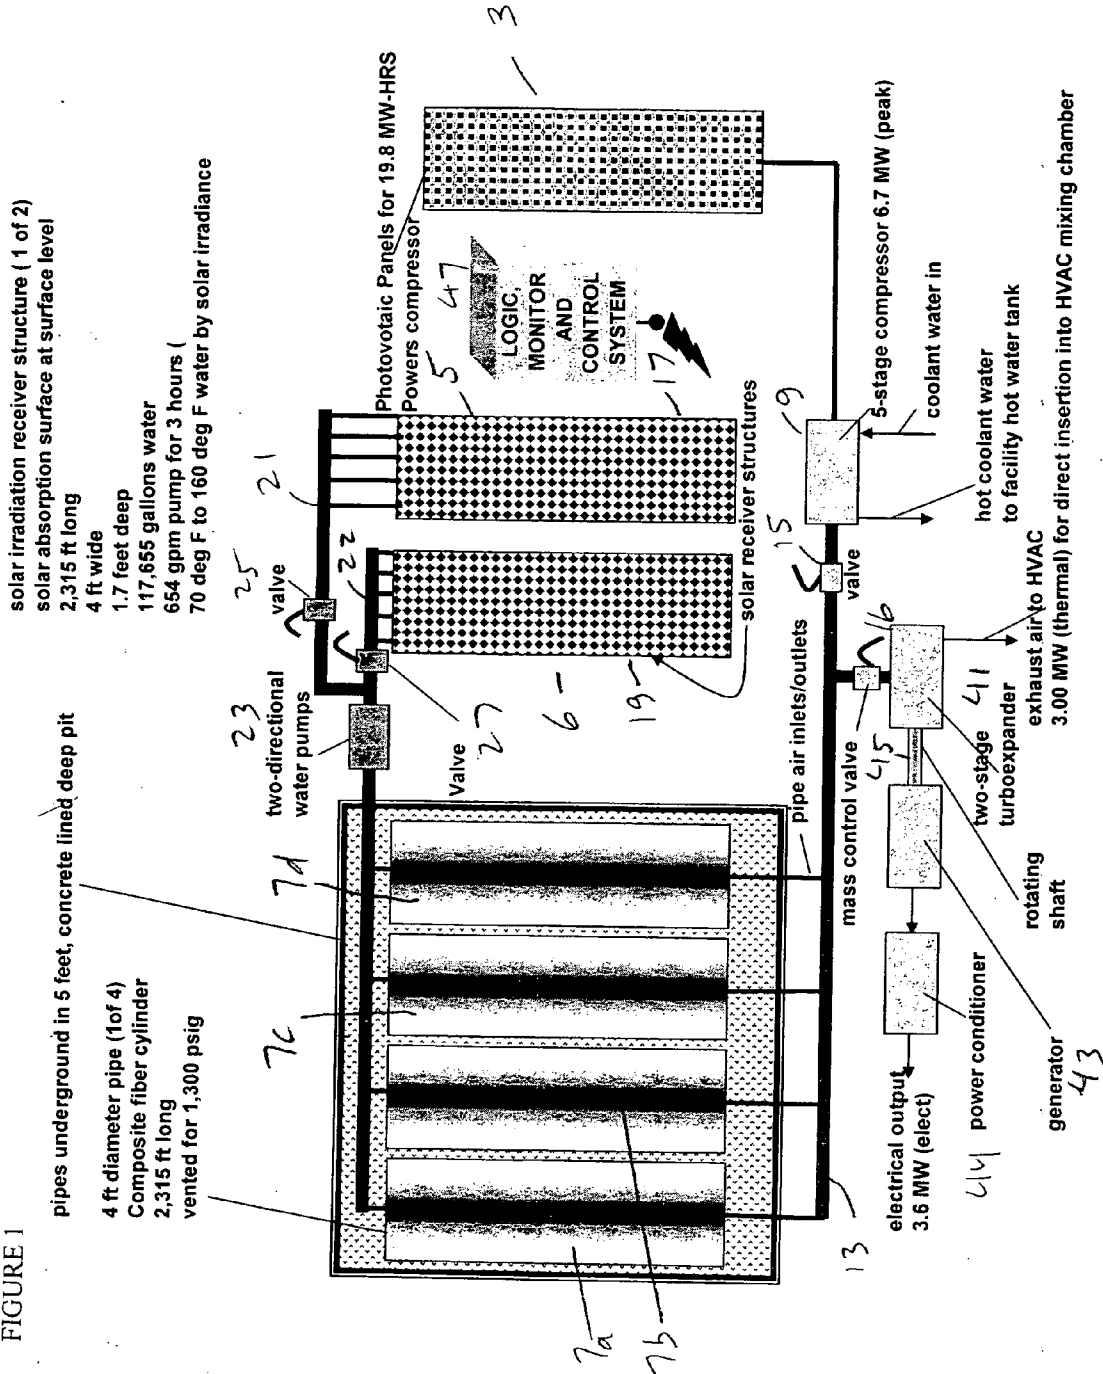 FIGURE 1
pipes underground in 5 feet, concrete lined deep pit
4 ft diameter pipe (1of 4)
Composite fiber cylinder
2,315 ft long
vented for 1,300 psig
solar irradiation receiver structure ( 1 of 2)
solar absorption surface at surface level
2,315 ft long
4 ft wide
1.7 feet deep
117,655 gallons water
654 gpm pump for 3 hours (
70 deg F to 160 deg F water by solar irradiance
23
two-directional
water pumps
25
valve
21
22
Valve
27
Photovotaic Panels for 19.8 MW-HRS
Powers compressor
3
5
47
LOGIC,
MONITOR
AND
CONTROL
SYSTEM
17
6
19
solar receiver structures
7a
7b
7c
7d
pipe air inlets/outlets
13
mass control valve
15
valve
16
9
5-stage compressor 6.7 MW (peak)
coolant water in
hot coolant water
to facility hot water tank
exhaust air to HVAC
3.00 MW (thermal) for direct insertion into HVAC mixing chamber
two-stage
turboexpander
41
45
rotating
shaft
generator
43
power conditioner
44
electrical output
3.6 MW (elect)